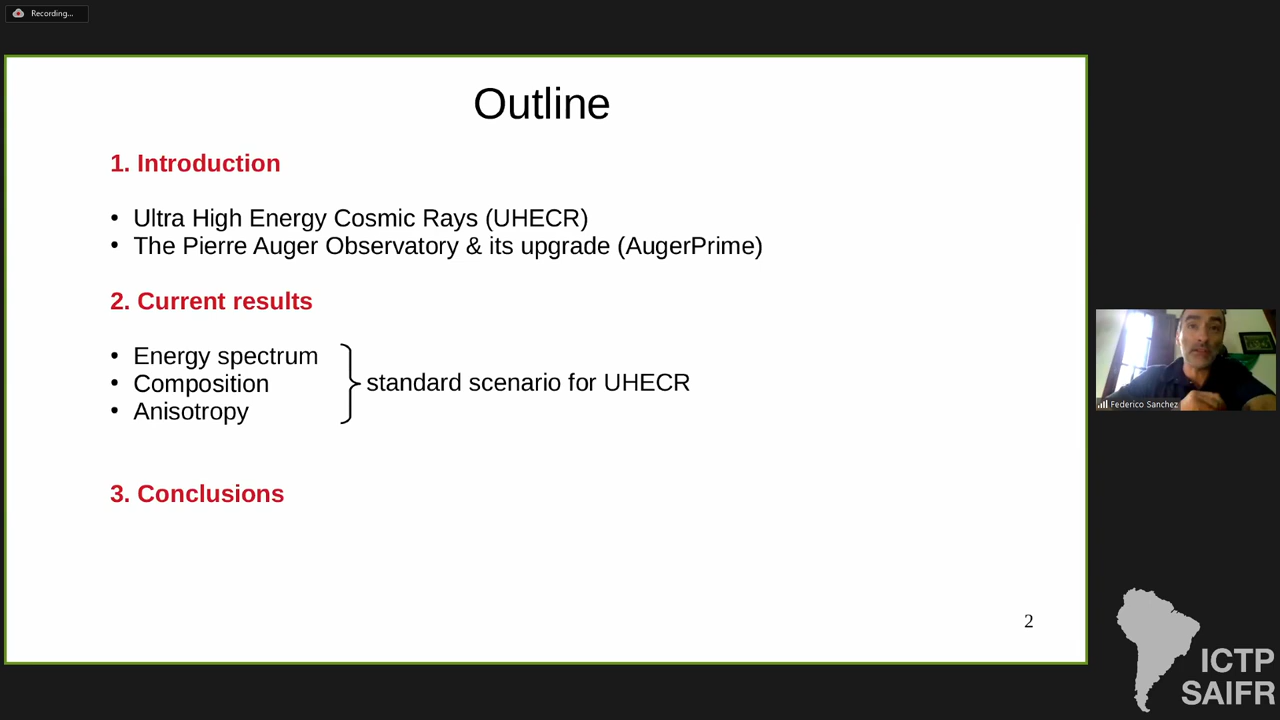 Recording...
Outline
1. Introduction
• Ultra High Energy Cosmic Rays (UHECR)
• The Pierre Auger Observatory & its upgrade (AugerPrime)
2. Current results
• Energy spectrum
• Composition
• Anisotropy
standard scenario for UHECR
3. Conclusions
2
Federico Sanchez
ICTP
SAIFR